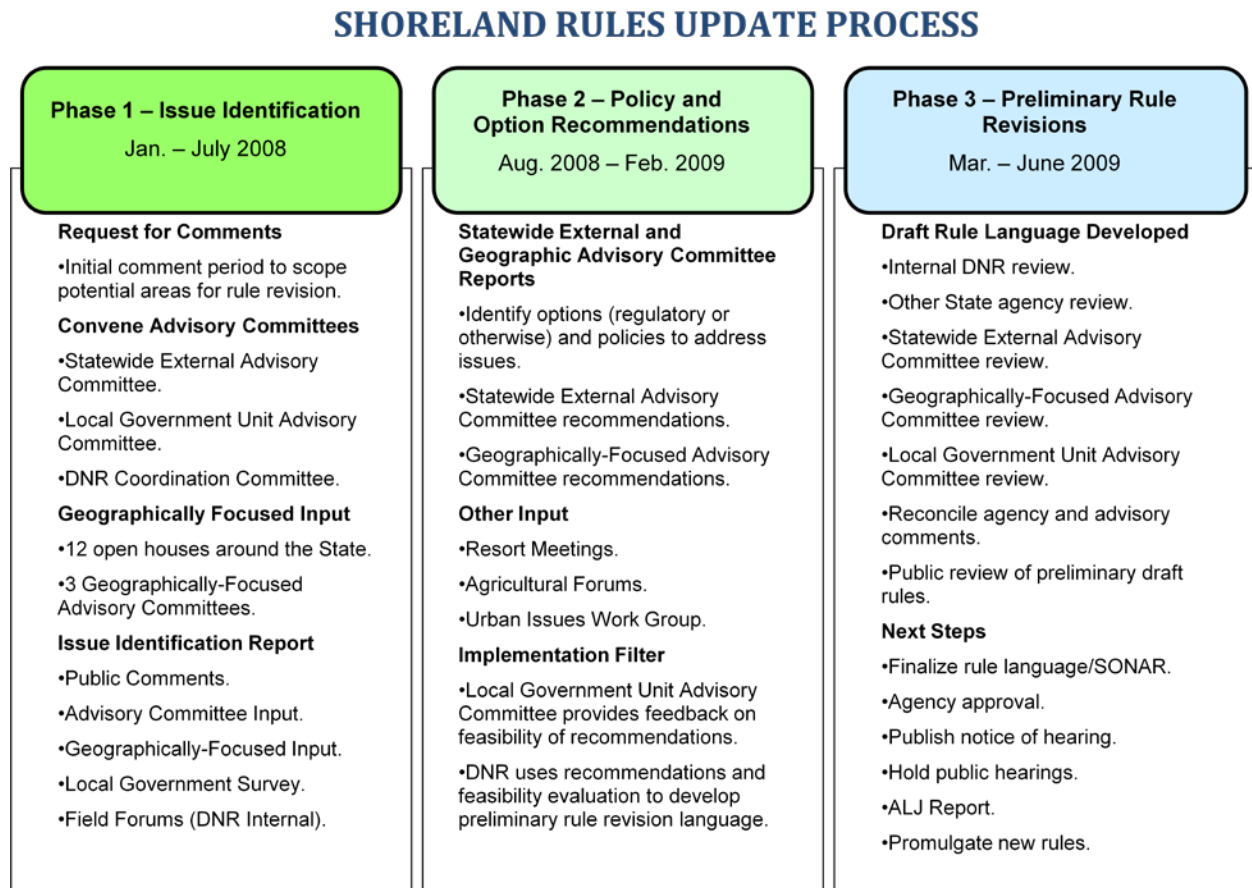 SHORELAND RULES UPDATE PROCESS
Phase 1 – Issue Identification
Jan. – July 2008
Request for Comments
•Initial comment period to scope
potential areas for rule revision.
Convene Advisory Committees
•Statewide External Advisory
Committee.
•Local Government Unit Advisory
Committee.
•DNR Coordination Committee.
Geographically Focused Input
•12 open houses around the State.
•3 Geographically-Focused
Advisory Committees.
Issue Identification Report
•Public Comments.
•Advisory Committee Input.
•Geographically-Focused Input.
•Local Government Survey.
•Field Forums (DNR Internal).
Phase 2 – Policy and
Option Recommendations
Aug. 2008 – Feb. 2009
Statewide External and
Geographic Advisory Committee
Reports
•Identify options (regulatory or
otherwise) and policies to address
issues.
•Statewide External Advisory
Committee recommendations.
•Geographically-Focused Advisory
Committee recommendations.
Other Input
•Resort Meetings.
•Agricultural Forums.
•Urban Issues Work Group.
Implementation Filter
•Local Government Unit Advisory
Committee provides feedback on
feasibility of recommendations.
•DNR uses recommendations and
feasibility evaluation to develop
preliminary rule revision language.
Phase 3 – Preliminary Rule
Revisions
Mar. – June 2009
Draft Rule Language Developed
•Internal DNR review.
•Other State agency review.
•Statewide External Advisory
Committee review.
•Geographically-Focused Advisory
Committee review.
•Local Government Unit Advisory
Committee review.
•Reconcile agency and advisory
comments.
•Public review of preliminary draft
rules.
Next Steps
•Finalize rule language/SONAR.
•Agency approval.
•Publish notice of hearing.
•Hold public hearings.
•ALJ Report.
•Promulgate new rules.